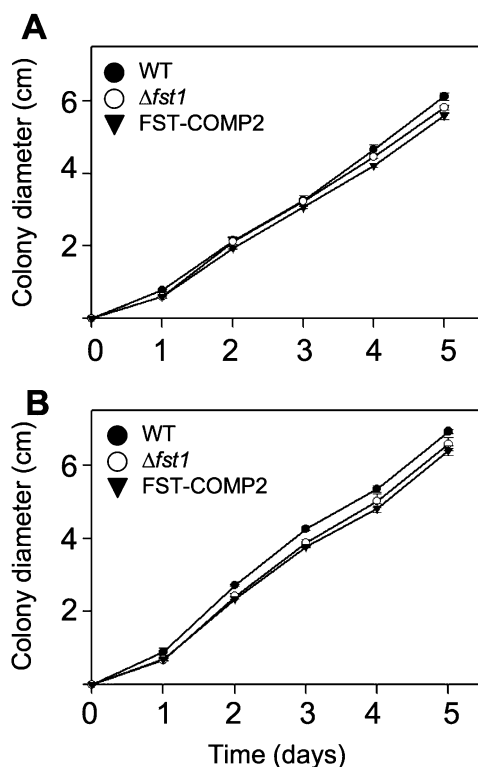 A
WT
Δfst1
FST-COMP2
Colony diameter (cm)
6
4
2
0 1 2 3 4 5
B
WT
Δfst1
FST-COMP2
Colony diameter (cm)
6
4
2
0 1 2 3 4 5
Time (days)